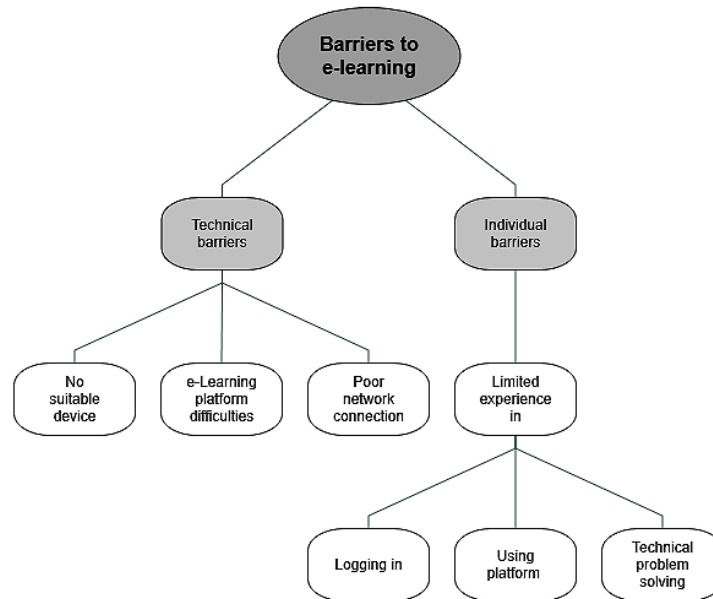 Barriers to
e-learning
Technical
barriers
Individual
barriers
No
suitable
device
e-Learning
platform
difficulties
Poor
network
connection
Limited
experience
in
Logging in
Using
platform
Technical
problem
solving